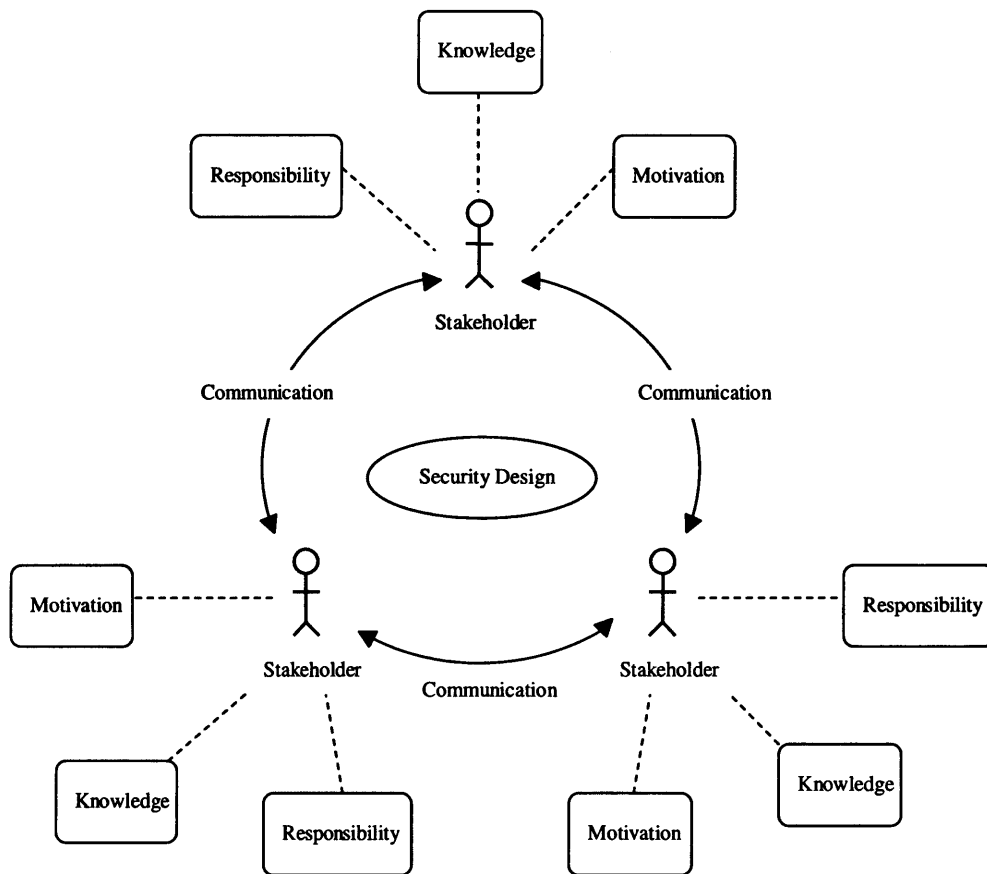 Knowledge
Responsibility
Motivation
Stakeholder
Communication
Communication
Security Design
Motivation
Responsibility
Stakeholder
Stakeholder
Communication
Knowledge
Knowledge
Responsibility
Motivation